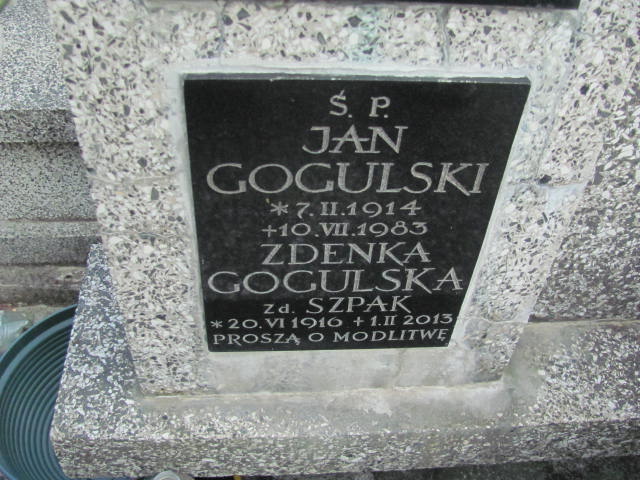 Ś. P.
JAN
GOGULSKI
*7.II.1914
+10.VII.1983
ZDENKA
GOGULSKA
Zd. SZPAK
*20.VI 1916 +1.II 2013
PROSZĄ O MODLITWĘ